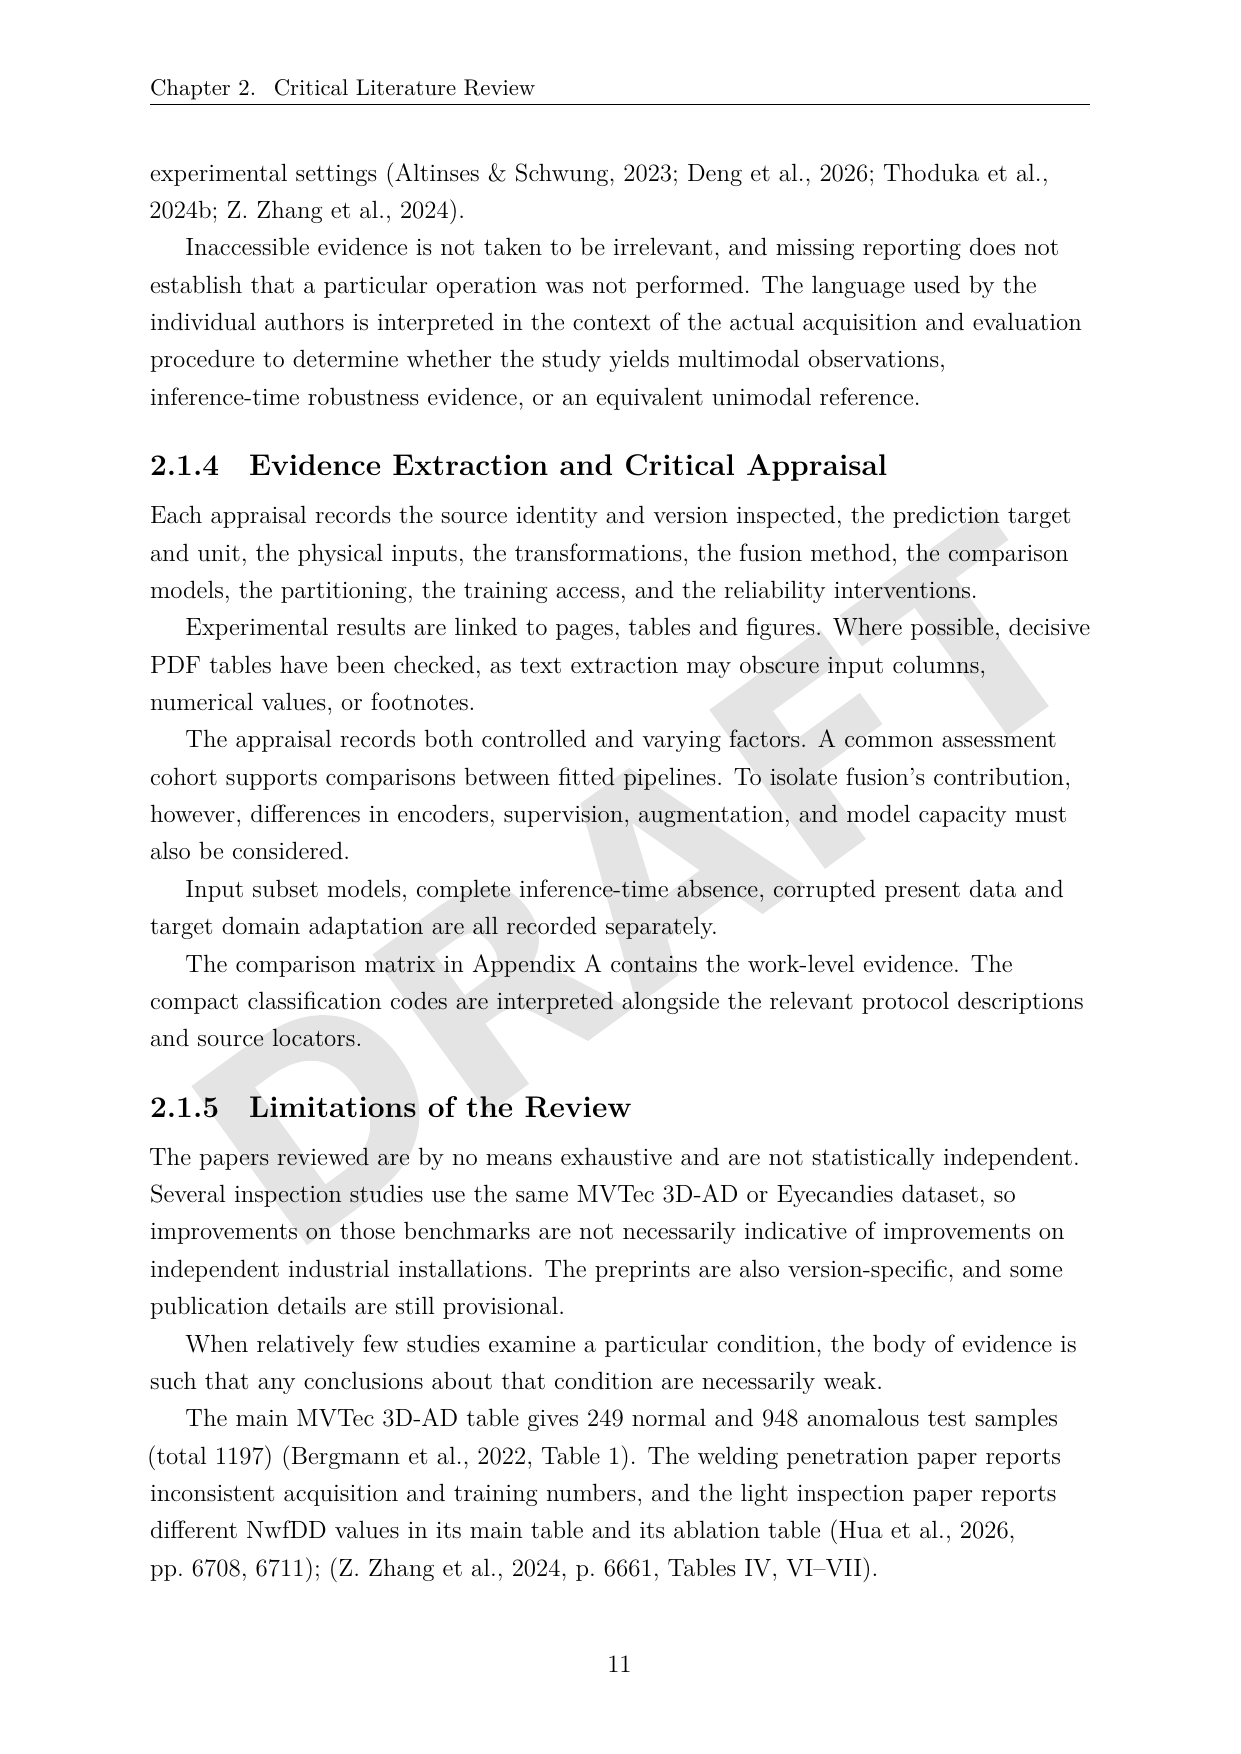 Chapter 2. Critical Literature Review
experimental settings (Altinses & Schwung, 2023; Deng et al., 2026; Thoduka et al.,
2024b; Z. Zhang et al., 2024).
Inaccessible evidence is not taken to be irrelevant, and missing reporting does not
establish that a particular operation was not performed. The language used by the
individual authors is interpreted in the context of the actual acquisition and evaluation
procedure to determine whether the study yields multimodal observations,
inference-time robustness evidence, or an equivalent unimodal reference.
2.1.4 Evidence Extraction and Critical Appraisal
Each appraisal records the source identity and version inspected, the prediction target
and unit, the physical inputs, the transformations, the fusion method, the comparison
models, the partitioning, the training access, and the reliability interventions.
Experimental results are linked to pages, tables and figures. Where possible, decisive
PDF tables have been checked, as text extraction may obscure input columns,
numerical values, or footnotes.
The appraisal records both controlled and varying factors. A common assessment
cohort supports comparisons between fitted pipelines. To isolate fusion's contribution,
however, differences in encoders, supervision, augmentation, and model capacity must
also be considered.
Input subset models, complete inference-time absence, corrupted present data and
target domain adaptation are all recorded separately.
The comparison matrix in Appendix A contains the work-level evidence. The
compact classification codes are interpreted alongside the relevant protocol descriptions
and source locators.
2.1.5 Limitations of the Review
The papers reviewed are by no means exhaustive and are not statistically independent.
Several inspection studies use the same MVTec 3D-AD or Eyecandies dataset, so
improvements on those benchmarks are not necessarily indicative of improvements on
independent industrial installations. The preprints are also version-specific, and some
publication details are still provisional.
When relatively few studies examine a particular condition, the body of evidence is
such that any conclusions about that condition are necessarily weak.
The main MVTec 3D-AD table gives 249 normal and 948 anomalous test samples
(total 1197) (Bergmann et al., 2022, Table 1). The welding penetration paper reports
inconsistent acquisition and training numbers, and the light inspection paper reports
different NwfDD values in its main table and its ablation table (Hua et al., 2026,
pp. 6708, 6711); (Z. Zhang et al., 2024, p. 6661, Tables IV, VI–VII).
11
DRAFT